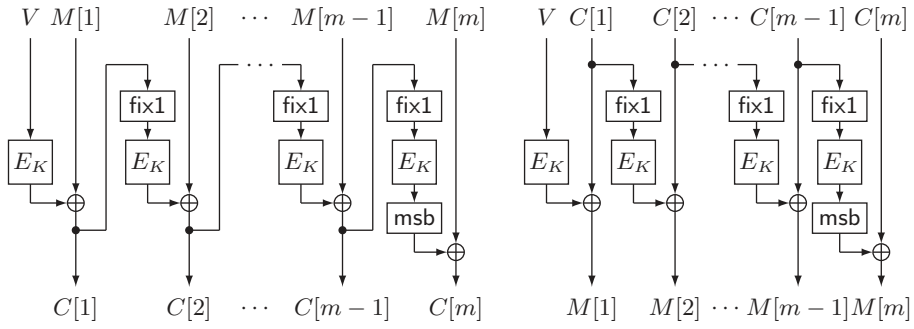 V M[1] M[2] ··· M[m − 1] M[m] V C[1] C[2] ··· C[m−1] C[m]
··· ···
fix1 fix1 fix1 fix1 fix1 fix1
E_K E_K E_K E_K E_K E_K E_K E_K
msb msb
C[1] C[2] ··· C[m−1] C[m] M[1] M[2] ··· M[m−1] M[m]